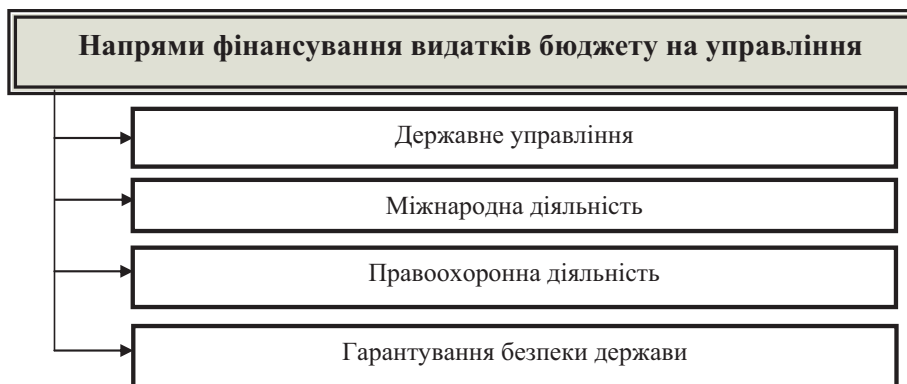 Напрями фінансування видатків бюджету на управління
Державне управління
Міжнародна діяльність
Правоохоронна діяльність
Гарантування безпеки держави